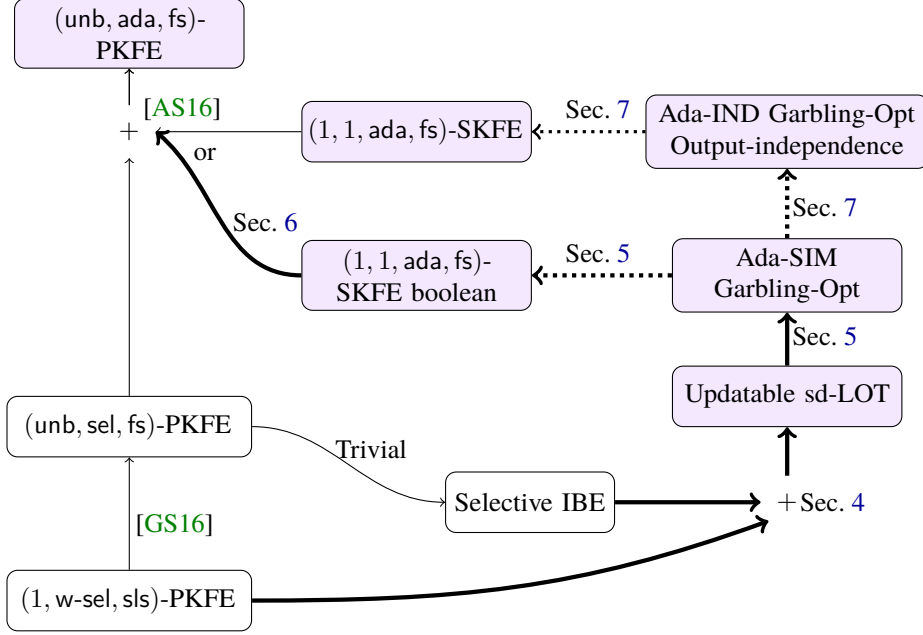 (unb, ada, fs)-
PKFE
[AS16]
+
or
(1, 1, ada, fs)-SKFE
Sec. 7
Ada-IND Garbling-Opt
Output-independence
Sec. 7
Sec. 6
(1, 1, ada, fs)-
SKFE boolean
Sec. 5
Ada-SIM
Garbling-Opt
Sec. 5
Updatable sd-LOT
(unb, sel, fs)-PKFE
Trivial
Selective IBE
+Sec. 4
[GS16]
(1, w-sel, sls)-PKFE